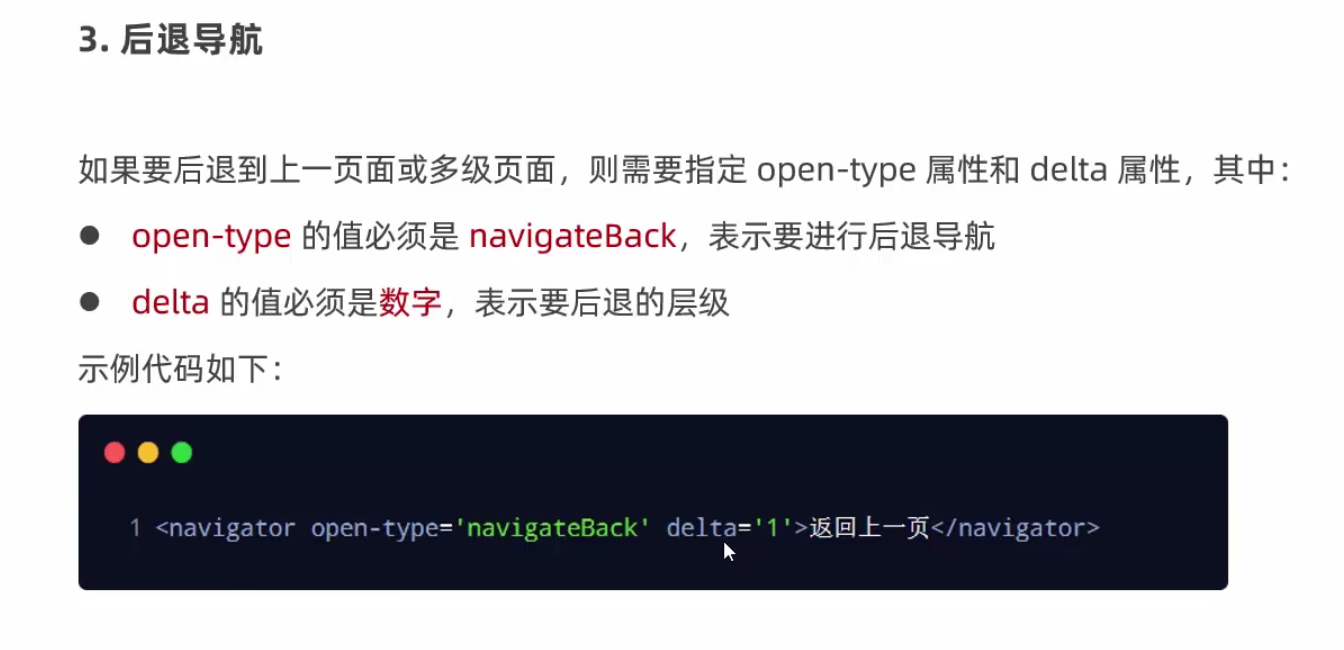 3. 后退导航
如果要后退到上一页面或多级页面，则需要指定 open-type 属性和 delta 属性，其中：
● open-type 的值必须是 navigateBack，表示要进行后退导航
● delta 的值必须是数字，表示要后退的层级
示例代码如下：
1 <navigator open-type='navigateBack' delta='1'>返回上一页</navigator>